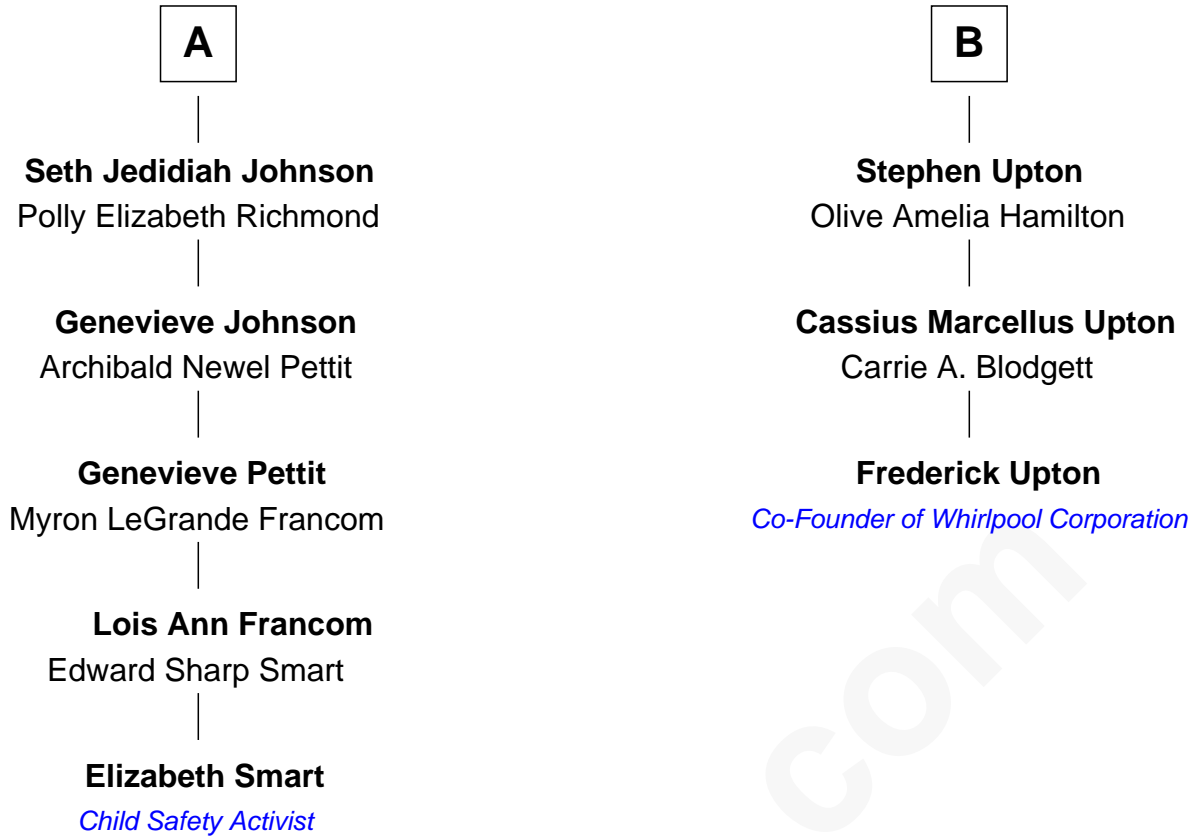 A
Seth Jedidiah Johnson
Polly Elizabeth Richmond
Genevieve Johnson
Archibald Newel Pettit
Genevieve Pettit
Myron LeGrande Francom
Lois Ann Francom
Edward Sharp Smart
Elizabeth Smart
Child Safety Activist
B
Stephen Upton
Olive Amelia Hamilton
Cassius Marcellus Upton
Carrie A. Blodgett
Frederick Upton
Co-Founder of Whirlpool Corporation
com